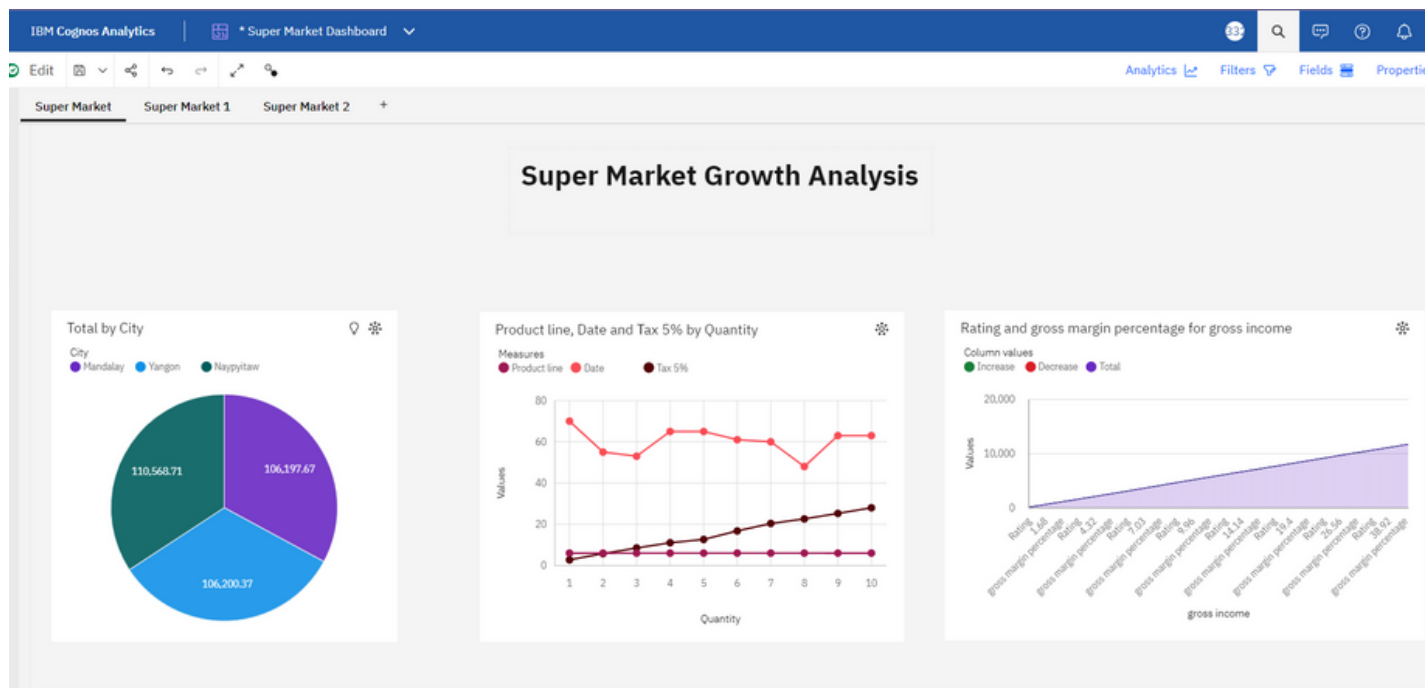 IBM Cognos Analytics * Super Market Dashboard
Edit Analytics Filters Fields
Super Market Super Market 1 Super Market 2 +
Super Market Growth Analysis
Total by City
City
Mandalay Yangon Naypyitaw
110,568.71 106,197.67
106,200.37
Product line, Date and Tax 5% by Quantity
Measures
Product line Date Tax 5%
80
60
40
20
0
Values
1 2 3 4 5 6 7 8 9 10
Quantity
Rating and gross margin percentage for gross income
Column values
Increase Decrease Total
20,000
10,000
0
Values
Rating
1.68
gross margin percentage
Rating
4.32
gross margin percentage
Rating
7.03
gross margin percentage
Rating
9.96
gross margin percentage
Rating
14.14
gross margin percentage
Rating
19.4
gross margin percentage
Rating
26.56
gross margin percentage
Rating
38.92
gross margin percentage
gross income